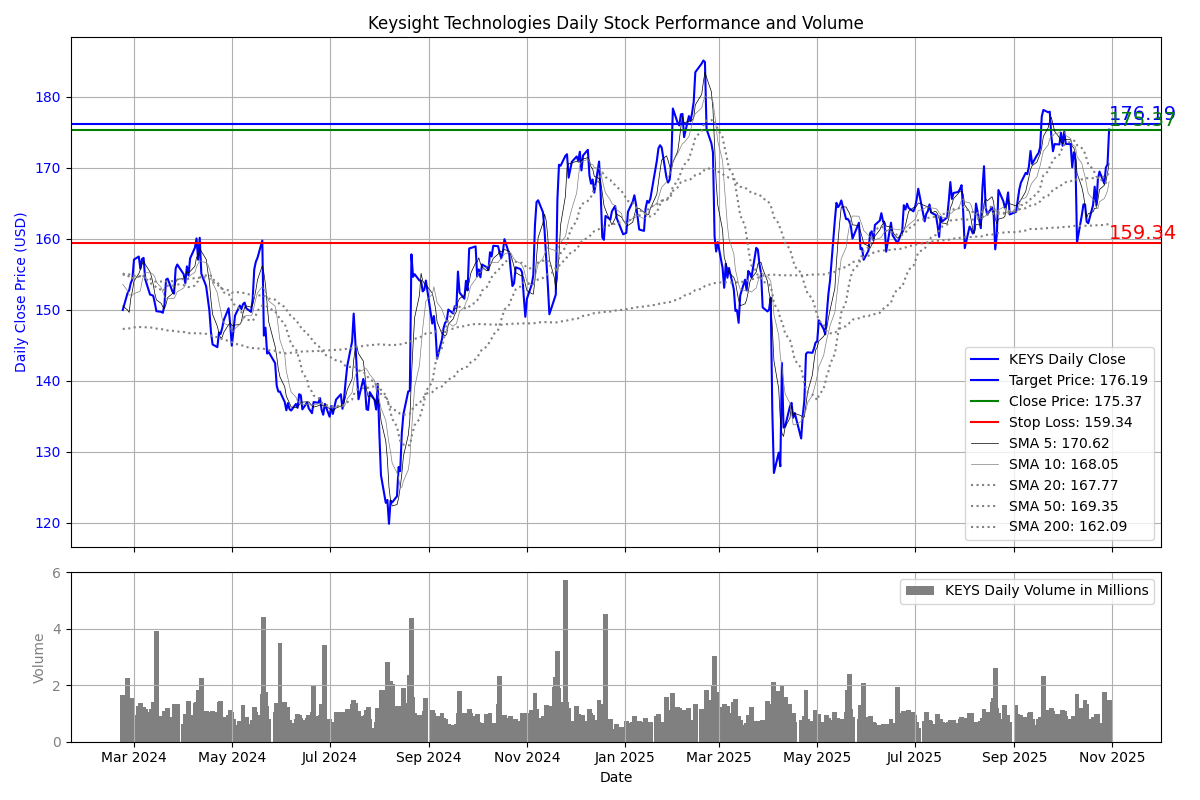 Keysight Technologies Daily Stock Performance and Volume
Daily Close Price (USD)
180
170
160
150
140
130
120
176.19
175.37
159.34
KEYS Daily Close
Target Price: 176.19
Close Price: 175.37
Stop Loss: 159.34
SMA 5: 170.62
SMA 10: 168.05
SMA 20: 167.77
SMA 50: 169.35
SMA 200: 162.09
Volume
6
4
2
0
KEYS Daily Volume in Millions
Mar 2024 May 2024 Jul 2024 Sep 2024 Nov 2024 Jan 2025 Mar 2025 May 2025 Jul 2025 Sep 2025 Nov 2025
Date